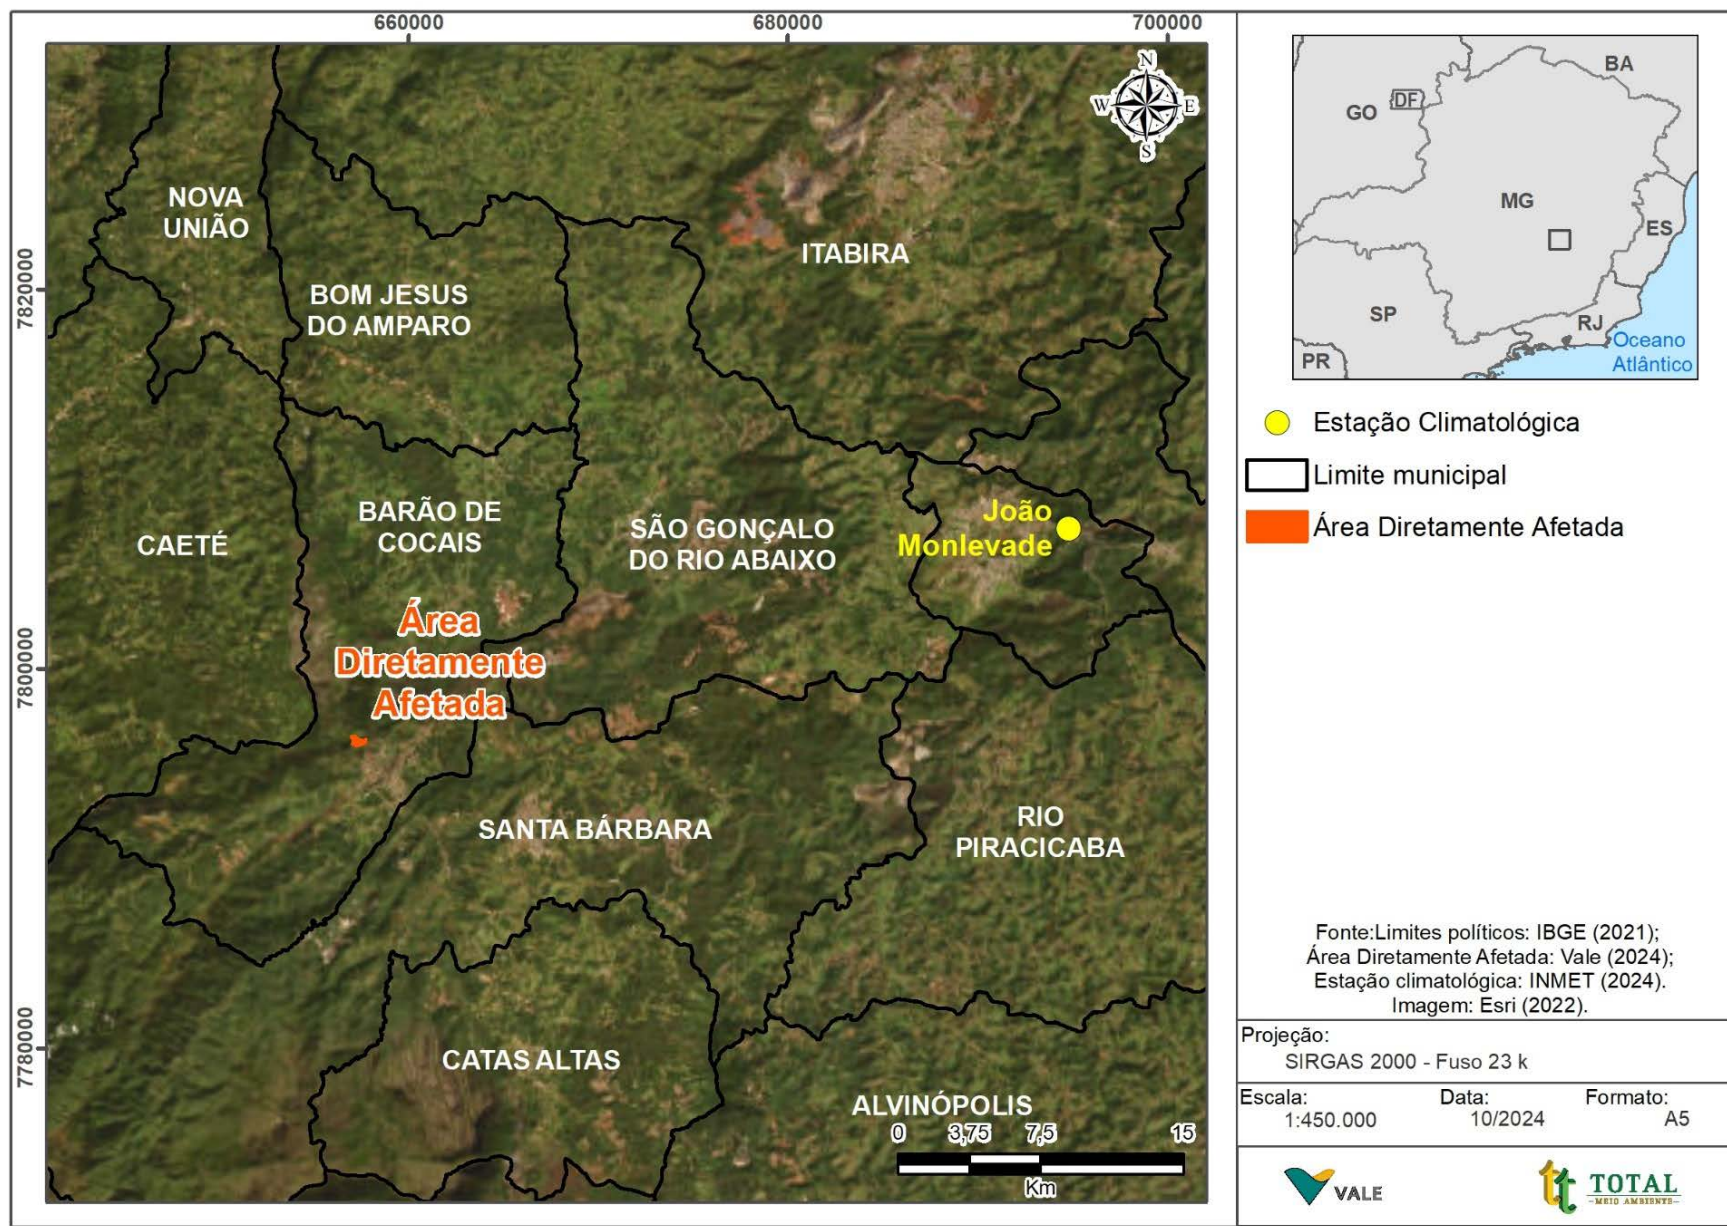 660000
680000
700000
7820000
7800000
7780000
N
W
E
S
NOVA
UNIÃO
BOM JESUS
DO AMPARO
ITABIRA
CAETÉ
BARÃO DE
COCAIS
SÃO GONÇALO
DO RIO ABAIXO
João
Monlevade
Área
Diretamente
Afetada
SANTA BÁRBARA
RIO
PIRACICABA
CATAS ALTAS
ALVINÓPOLIS
0 3,75 7,5 15
Km
BA
GO
DF
MG
ES
SP
RJ
PR
Oceano
Atlântico
Estação Climatológica
Limite municipal
Área Diretamente Afetada
Fonte:Limites políticos: IBGE (2021);
Área Diretamente Afetada: Vale (2024);
Estação climatológica: INMET (2024).
Imagem: Esri (2022).
Projeção:
SIRGAS 2000 - Fuso 23 k
Escala: Data: Formato:
1:450.000 10/2024 A5
VALE
TOTAL
MEIO AMBIENTE